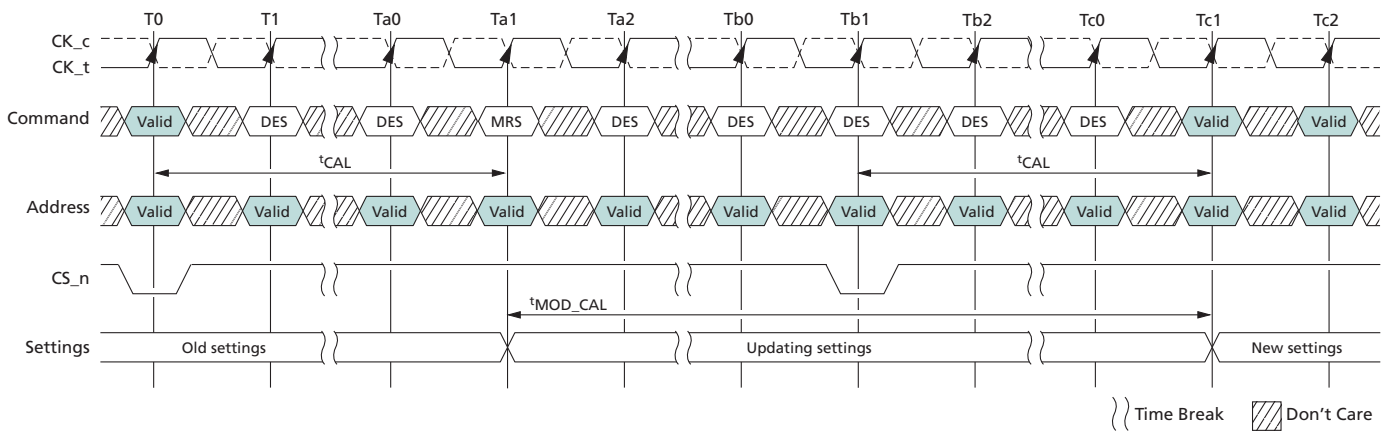 T0 T1 Ta0 Ta1 Ta2 Tb0 Tb1 Tb2 Tc0 Tc1 Tc2
CK_c
CK_t
Command Valid DES DES MRS DES DES DES DES DES Valid Valid
tCAL tCAL
Address Valid Valid Valid Valid Valid Valid Valid Valid Valid Valid Valid
CS_n
tMOD_CAL
Settings Old settings Updating settings New settings
Time Break Don't Care